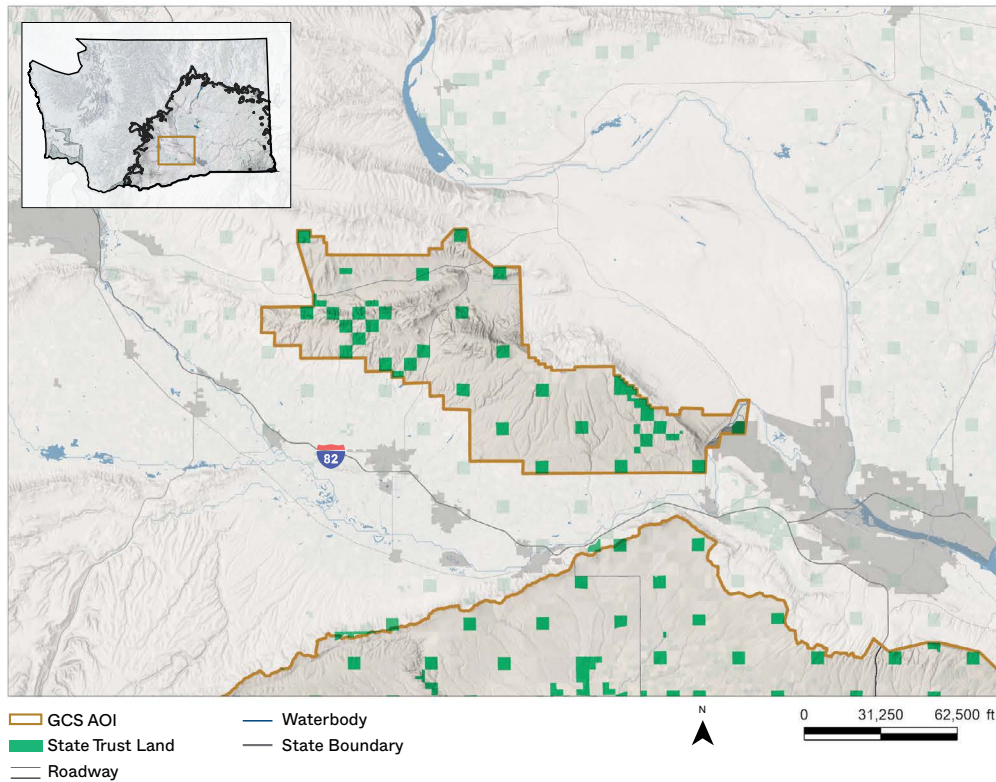 82
GCS AOI
State Trust Land
Roadway
Waterbody
State Boundary
N
0 31,250 62,500 ft